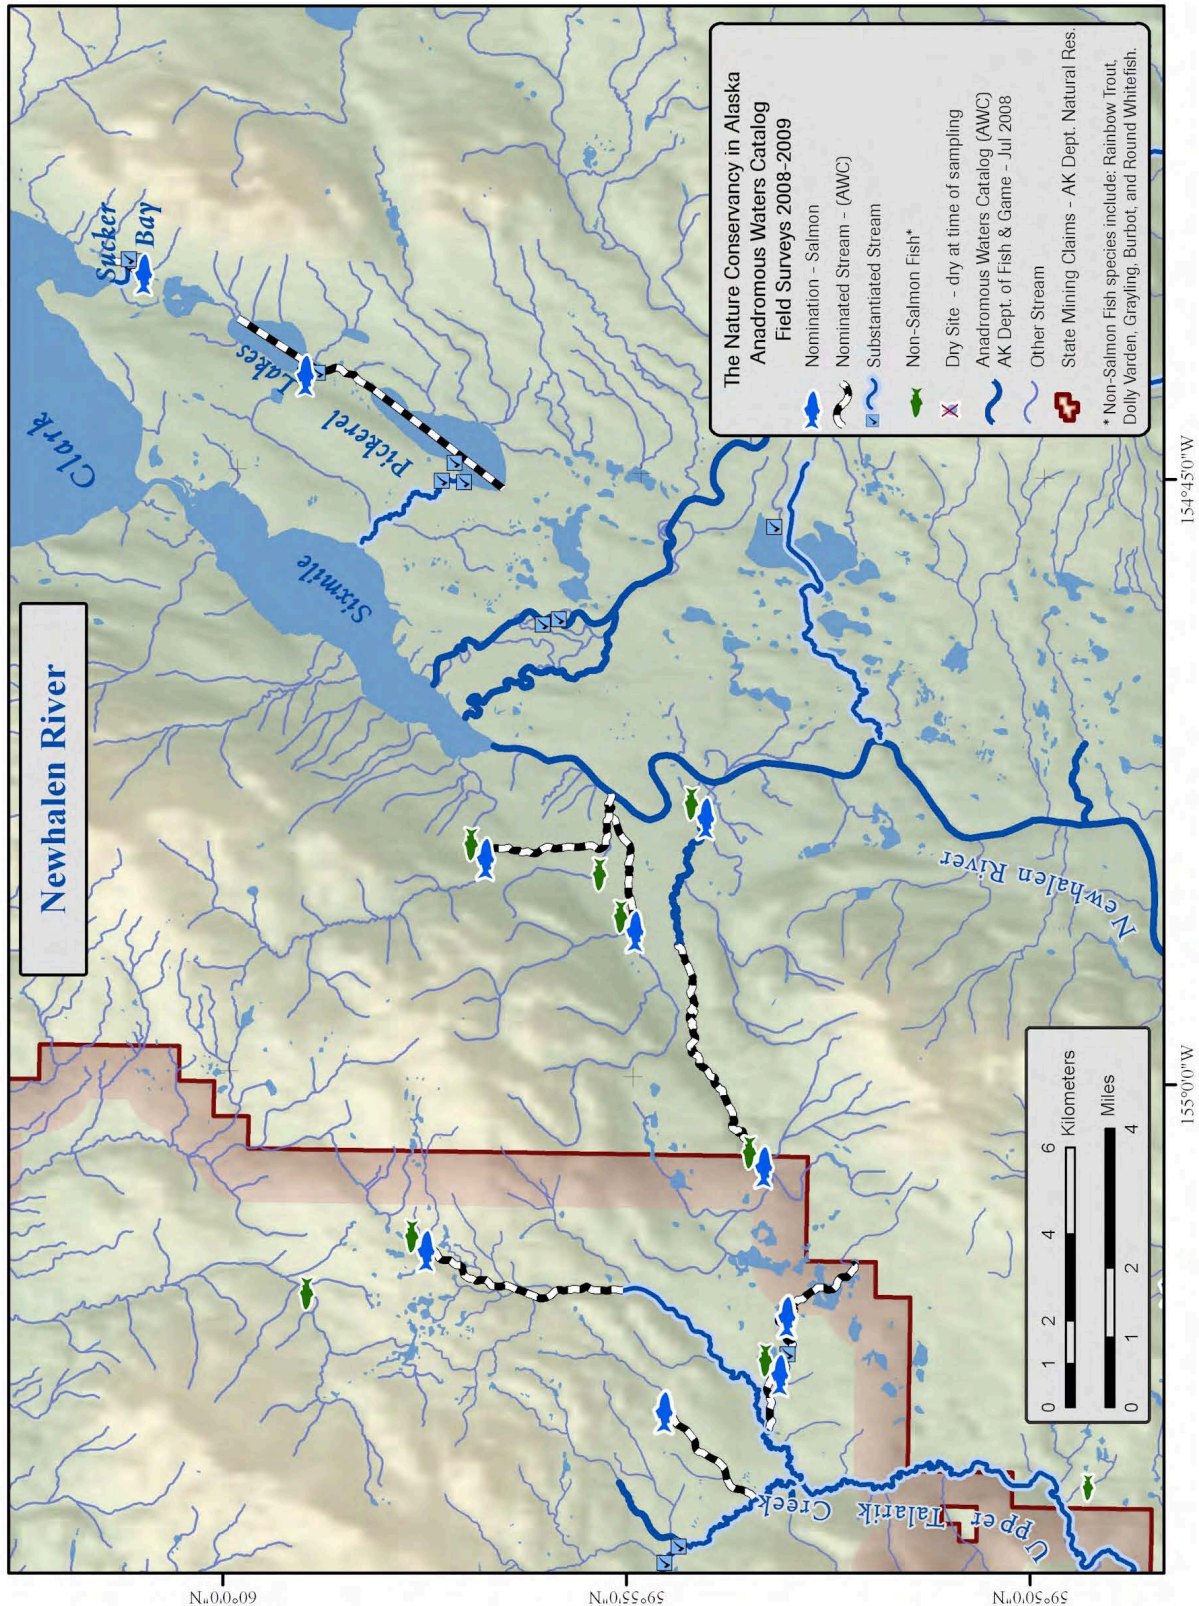 Newhalen River
Clark
Sucker
Bay
Lakes
Pickerel
Sixmile
Newhalen River
Creek
Talarik
Upper
The Nature Conservancy in Alaska
Anadromous Waters Catalog
Field Surveys 2008-2009
Nomination - Salmon
Nominated Stream - (AWC)
Substantiated Stream
Non-Salmon Fish*
Dry Site - dry at time of sampling
Anadromous Waters Catalog (AWC)
AK Dept. of Fish & Game - Jul 2008
Other Stream
State Mining Claims - AK Dept. Natural Res.
* Non-Salmon Fish species include: Rainbow Trout,
Dolly Varden, Grayling, Burbot, and Round Whitefish.
0 1 2 4 6
Kilometers
Miles
0 1 2 4
155°0'0"W
154°45'0"W
60°0'0"N
59°55'0"N
59°50'0"N